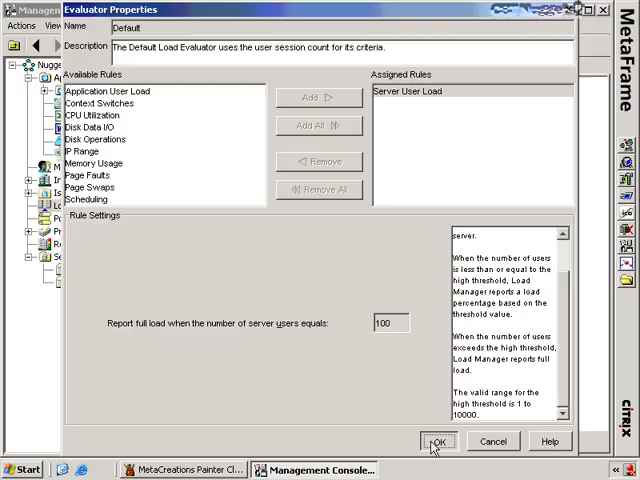 Manage
Evaluator Properties
Actions
Name
Default
Description
The Default Load Evaluator uses the user session count for its criteria.
Available Rules
Assigned Rules
Application User Load
Context Switches
CPU Utilization
Disk Data I/O
Disk Operations
IP Range
Memory Usage
Page Faults
Page Swaps
Scheduling
Add
Add All
Remove
Remove All
Server User Load
Nugge
Rule Settings
Report full load when the number of server users equals:
100
server.
When the number of users
is less than or equal to the
high threshold, Load
Manager reports a load
percentage based on the
threshold value.
When the number of users
exceeds the high threshold,
Load Manager reports full
load.
The valid range for the
high threshold is 1 to
10000.
OK
Cancel
Help
MetaFrame
CITRIX
Start
MetaCreations Painter Cl...
Management Console...